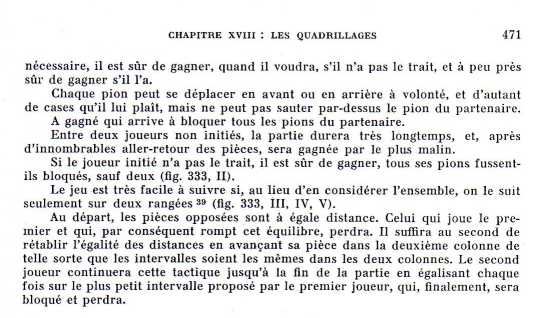 CHAPITRE XVIII : LES QUADRILLAGES 471
nécessaire, il est sûr de gagner, quand il voudra, s'il n'a pas le trait, et à peu près
sûr de gagner s'il l'a.
Chaque pion peut se déplacer en avant ou en arrière à volonté, et d'autant
de cases qu'il lui plaît, mais ne peut pas sauter par-dessus le pion du partenaire.
A gagné qui arrive à bloquer tous les pions du partenaire.
Entre deux joueurs non initiés, la partie durera très longtemps, et, après
d'innombrables aller-retour des pièces, sera gagnée par le plus malin.
Si le joueur initié n'a pas le trait, il est sûr de gagner, tous ses pions fussent-
ils bloqués, sauf deux (fig. 333, II).
Le jeu est très facile à suivre si, au lieu d'en considérer l'ensemble, on le suit
seulement sur deux rangées 39 (fig. 333, III, IV, V).
Au départ, les pièces opposées sont à égale distance. Celui qui joue le pre-
mier et qui, par conséquent rompt cet équilibre, perdra. Il suffira au second de
rétablir l'égalité des distances en avançant sa pièce dans la deuxième colonne de
telle sorte que les intervalles soient les mêmes dans les deux colonnes. Le second
joueur continuera cette tactique jusqu'à la fin de la partie en égalisant chaque
fois sur le plus petit intervalle proposé par le premier joueur, qui, finalement, sera
bloqué et perdra.